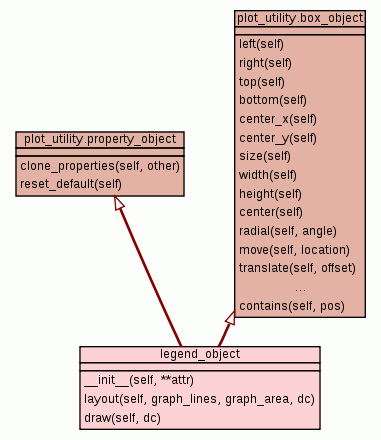 plot_utility.box_object
left(self)
right(self)
top(self)
bottom(self)
center_x(self)
center_y(self)
size(self)
width(self)
height(self)
center(self)
radial(self, angle)
move(self, location)
translate(self, offset)
...
contains(self, pos)
plot_utility.property_object
clone_properties(self, other)
reset_default(self)
legend_object
__init__(self, **attr)
layout(self, graph_lines, graph_area, dc)
draw(self, dc)